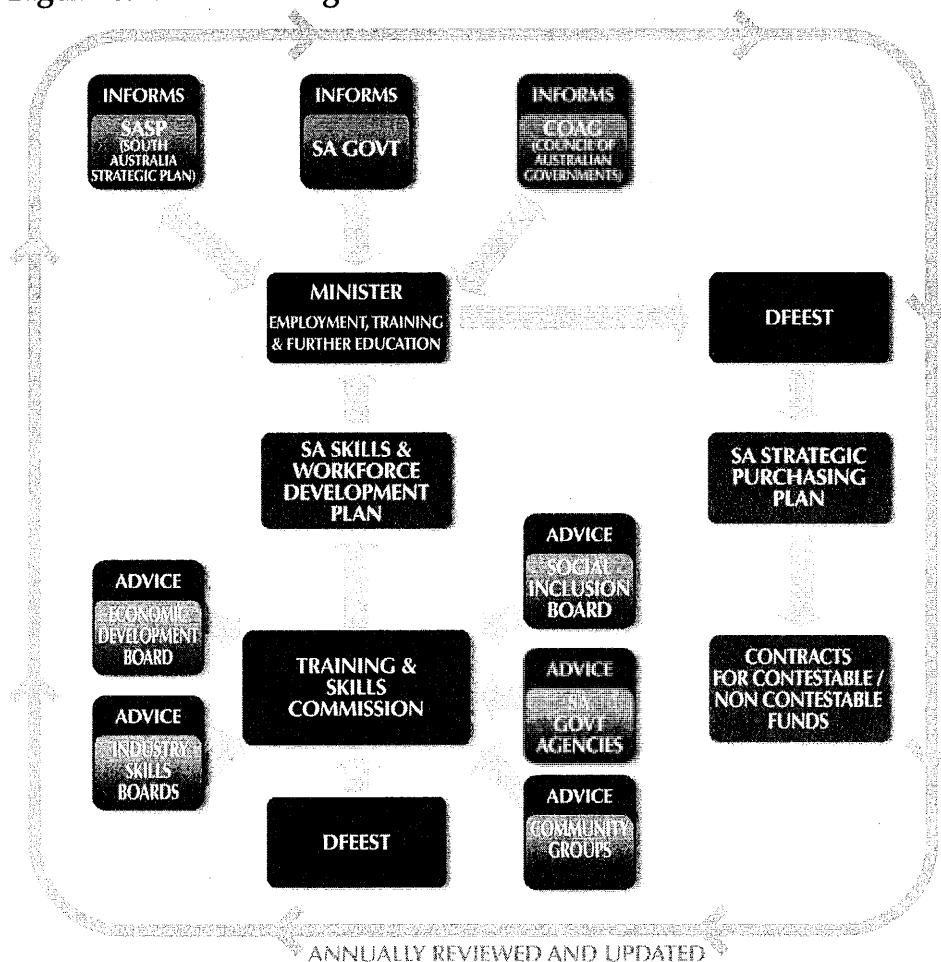 INFORMS
SASP
(SOUTH
AUSTRALIA
STRATEGIC PLAN)
INFORMS
SA GOVT
INFORMS
COAG
(COUNCIL OF
AUSTRALIAN
GOVERNMENTS)
MINISTER
EMPLOYMENT, TRAINING
& FURTHER EDUCATION
DFEEST
SA SKILLS &
WORKFORCE
DEVELOPMENT
PLAN
SA STRATEGIC
PURCHASING
PLAN
ADVICE
SOCIAL
INCLUSION
BOARD
ADVICE
ECONOMIC
DEVELOPMENT
BOARD
TRAINING &
SKILLS
COMMISSION
ADVICE
SA
GOVT
AGENCIES
CONTRACTS
FOR CONTESTABLE /
NON CONTESTABLE
FUNDS
ADVICE
INDUSTRY
SKILLS
BOARDS
DFEEST
ADVICE
COMMUNITY
GROUPS
ANNUALLY REVIEWED AND UPDATED